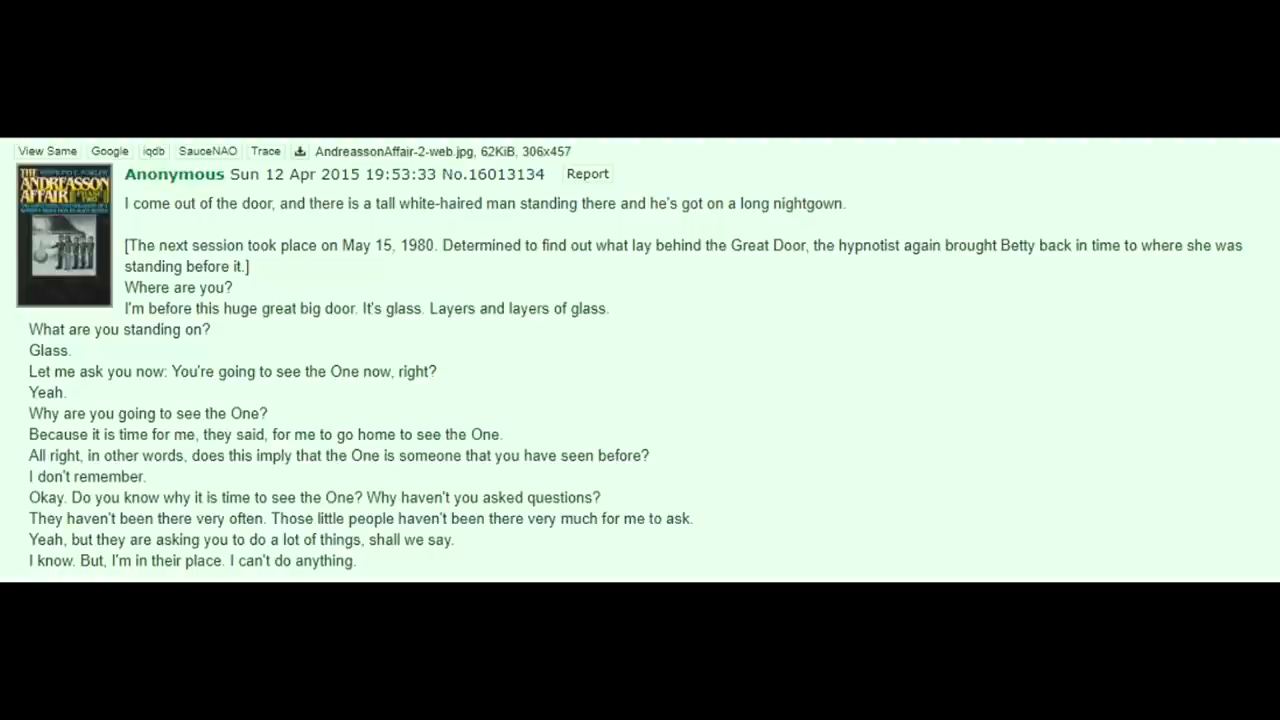 View Same Google iqdb SauceNAO Trace AndreassonAffair-2-web.jpg, 62KiB, 306x457
THE
ANDREASSON
AFFAIR
PHASE TWO
Anonymous Sun 12 Apr 2015 19:53:33 No.16013134 Report
I come out of the door, and there is a tall white-haired man standing there and he's got on a long nightgown.
[The next session took place on May 15, 1980. Determined to find out what lay behind the Great Door, the hypnotist again brought Betty back in time to where she was
standing before it.]
Where are you?
I'm before this huge great big door. It's glass. Layers and layers of glass.
What are you standing on?
Glass.
Let me ask you now: You're going to see the One now, right?
Yeah.
Why are you going to see the One?
Because it is time for me, they said, for me to go home to see the One.
All right, in other words, does this imply that the One is someone that you have seen before?
I don't remember.
Okay. Do you know why it is time to see the One? Why haven't you asked questions?
They haven't been there very often. Those little people haven't been there very much for me to ask.
Yeah, but they are asking you to do a lot of things, shall we say.
I know. But, I'm in their place. I can't do anything.